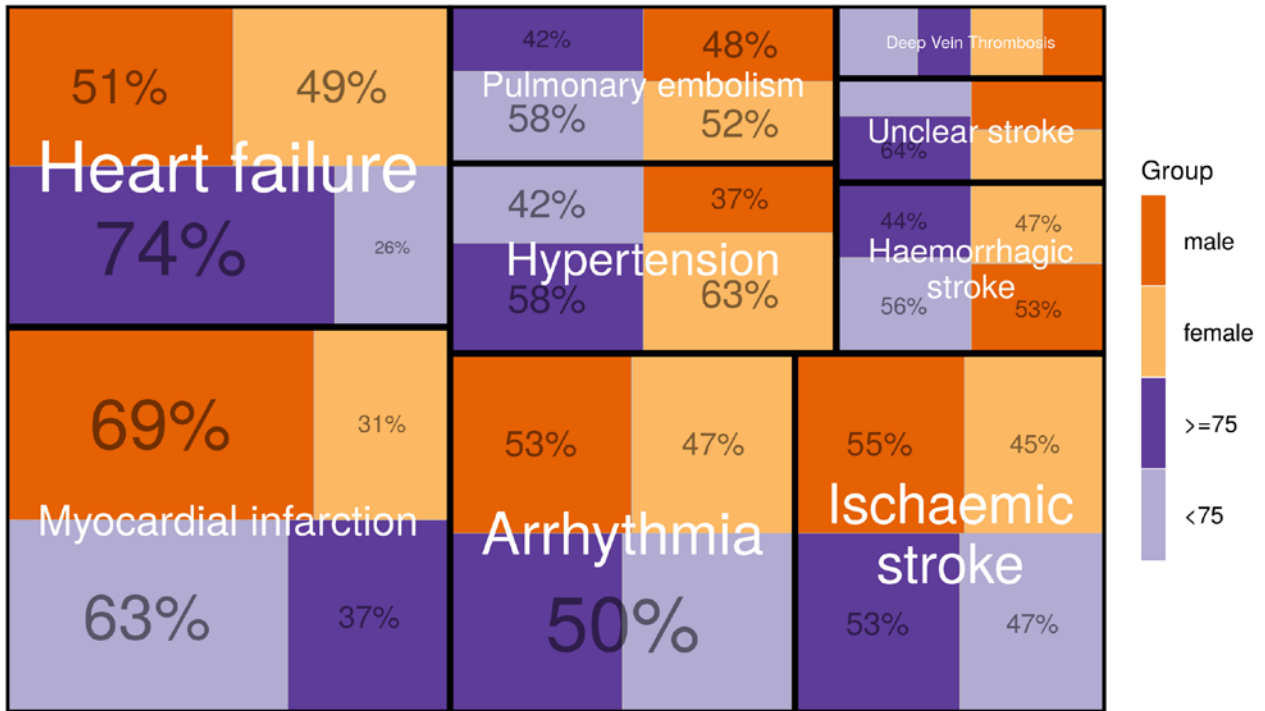 51%
49%
Heart failure
74%
26%
69%
31%
Myocardial infarction
63%
37%
42%
48%
Pulmonary embolism
58%
52%
42%
37%
Hypertension
58%
63%
Deep Vein Thrombosis
Unclear stroke
64%
44%
47%
Haemorrhagic
stroke
56%
53%
53%
47%
Arrhythmia
50%
55%
45%
Ischaemic
stroke
53%
47%
Group
male
female
>=75
<75